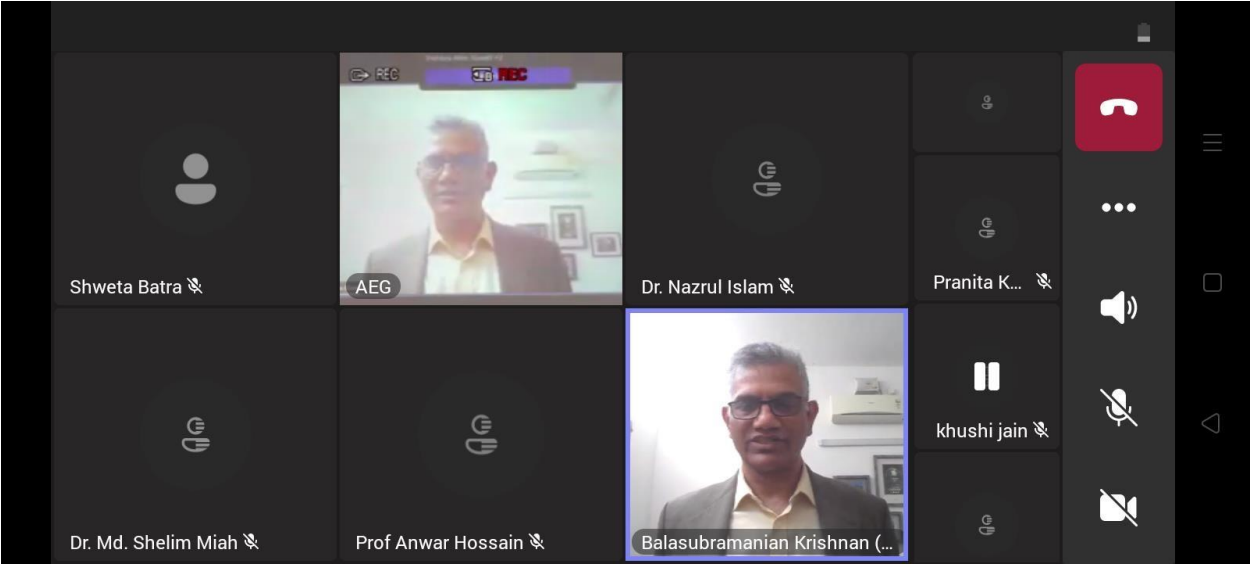 REC
REC
Shweta Batra
AEG
Dr. Nazrul Islam
Pranita K...
Dr. Md. Shelim Miah
Prof Anwar Hossain
Balasubramanian Krishnan (...
khushi jain